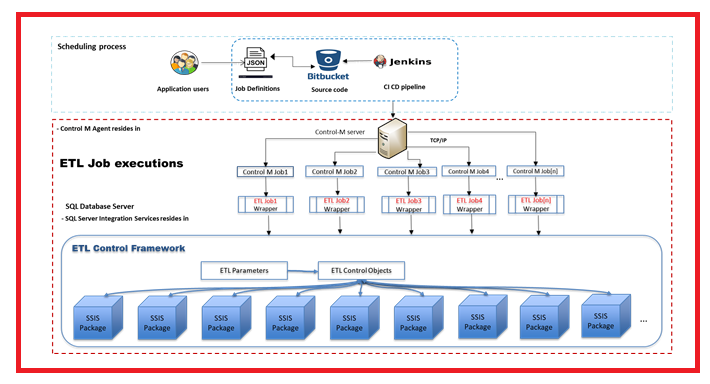 Scheduling process
JSON
Bitbucket
Jenkins
Application users
Job Definitions
Source code
CI CD pipeline
- Control M Agent resides in
Control-M server
TCP/IP
ETL Job executions
Control M Job1
Control M Job2
Control M Job3
Control M Job4
...
Control M Job[n]
SQL Database Server
- SQL Server Integration Services resides in
ETL Job1
Wrapper
ETL Job2
Wrapper
ETL Job3
Wrapper
ETL Job4
Wrapper
ETL Job[n]
Wrapper
ETL Control Framework
ETL Parameters
ETL Control Objects
SSIS
Package
SSIS
Package
SSIS
Package
SSIS
Package
SSIS
Package
SSIS
Package
SSIS
Package
SSIS
Package
SSIS
Package
...